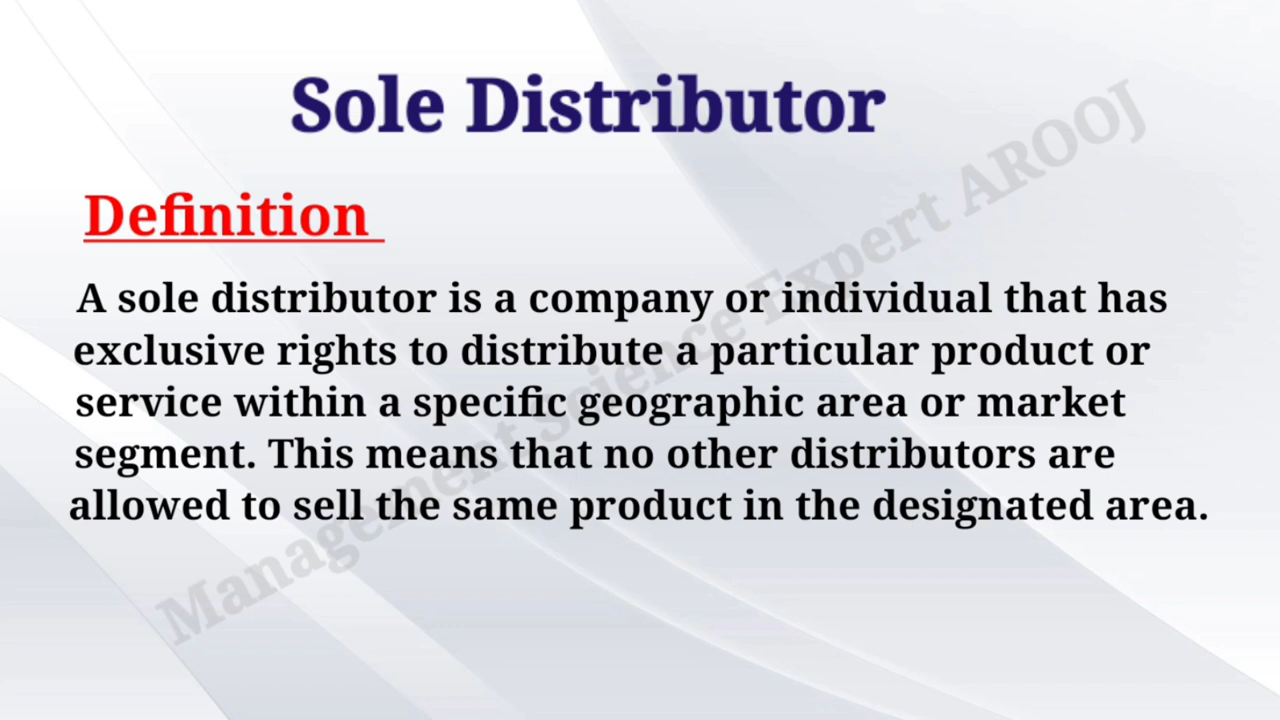 Sole Distributor
Definition
A sole distributor is a company or individual that has
exclusive rights to distribute a particular product or
service within a specific geographic area or market
segment. This means that no other distributors are
allowed to sell the same product in the designated area.
Management Science Expert AROOJ